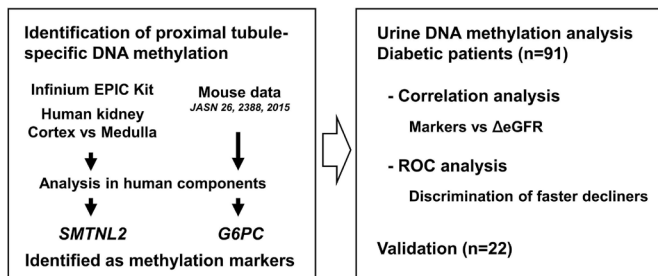 Identification of proximal tubule-
specific DNA methylation
Infinium EPIC Kit
Human kidney
Cortex vs Medulla
Mouse data
JASN 26, 2388, 2015
Analysis in human components
SMTNL2
G6PC
Identified as methylation markers
Urine DNA methylation analysis
Diabetic patients (n=91)
- Correlation analysis
Markers vs ΔeGFR
- ROC analysis
Discrimination of faster decliners
Validation (n=22)